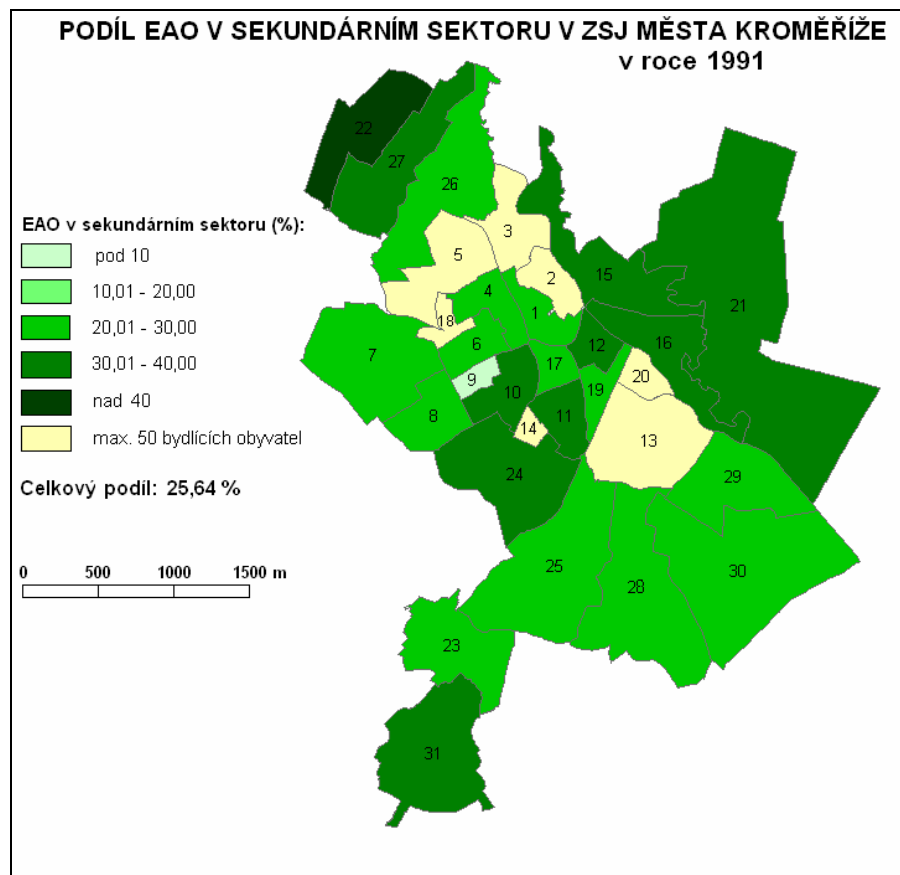 PODÍL EAO V SEKUNDÁRNÍM SEKTORU V ZSJ MĚSTA KROMĚŘÍŽE
v roce 1991
22
27
26
3
5
2
15
21
4
18
1
16
7
6
12
17
20
9
10
19
8
11
14
13
24
29
25
28
30
23
31
EAO v sekundárním sektoru (%):
pod 10
10,01 - 20,00
20,01 - 30,00
30,01 - 40,00
nad 40
max. 50 bydlících obyvatel
Celkový podíl: 25,64 %
0 500 1000 1500 m